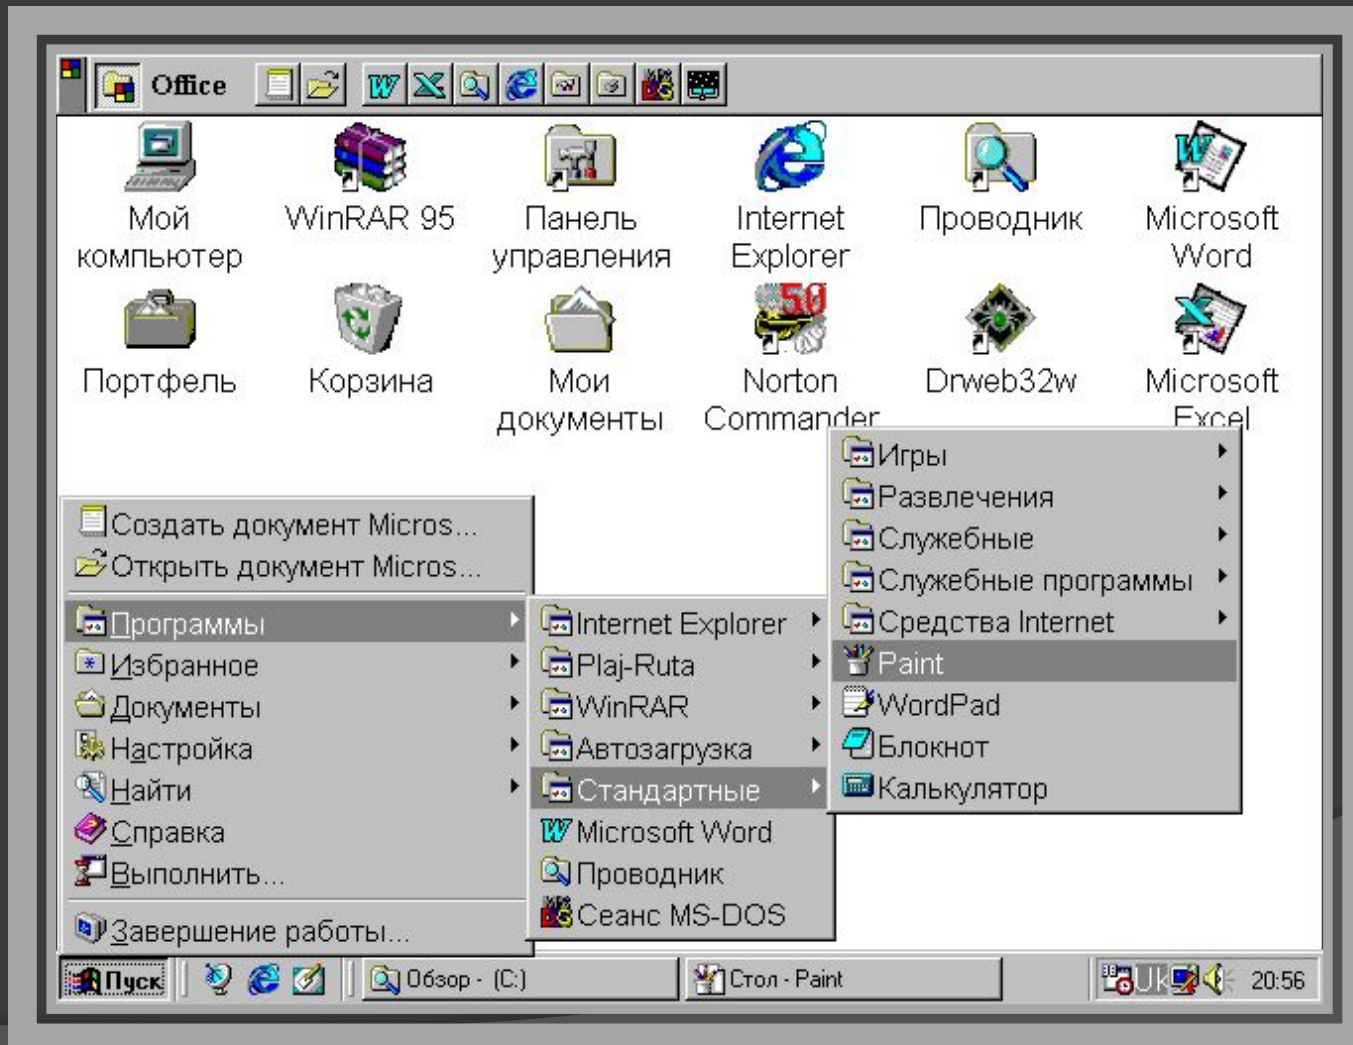 Office
Мой
компьютер
WinRAR 95
Панель
управления
Internet
Explorer
Проводник
Microsoft
Word
Портфель
Корзина
Мои
документы
50
Norton
Commander
Drweb32w
Microsoft
Excel
Создать документ Micros...
Открыть документ Micros...
Программы
Избранное
Документы
Настройка
Найти
Справка
Выполнить...
Завершение работы...
Internet Explorer
Plaj-Ruta
WinRAR
Автозагрузка
Стандартные
Microsoft Word
Проводник
Сеанс MS-DOS
Игры
Развлечения
Служебные
Служебные программы
Средства Internet
Paint
WordPad
Блокнот
Калькулятор
Пуск
Обзор - (C:)
Стол - Paint
Uk
20:56